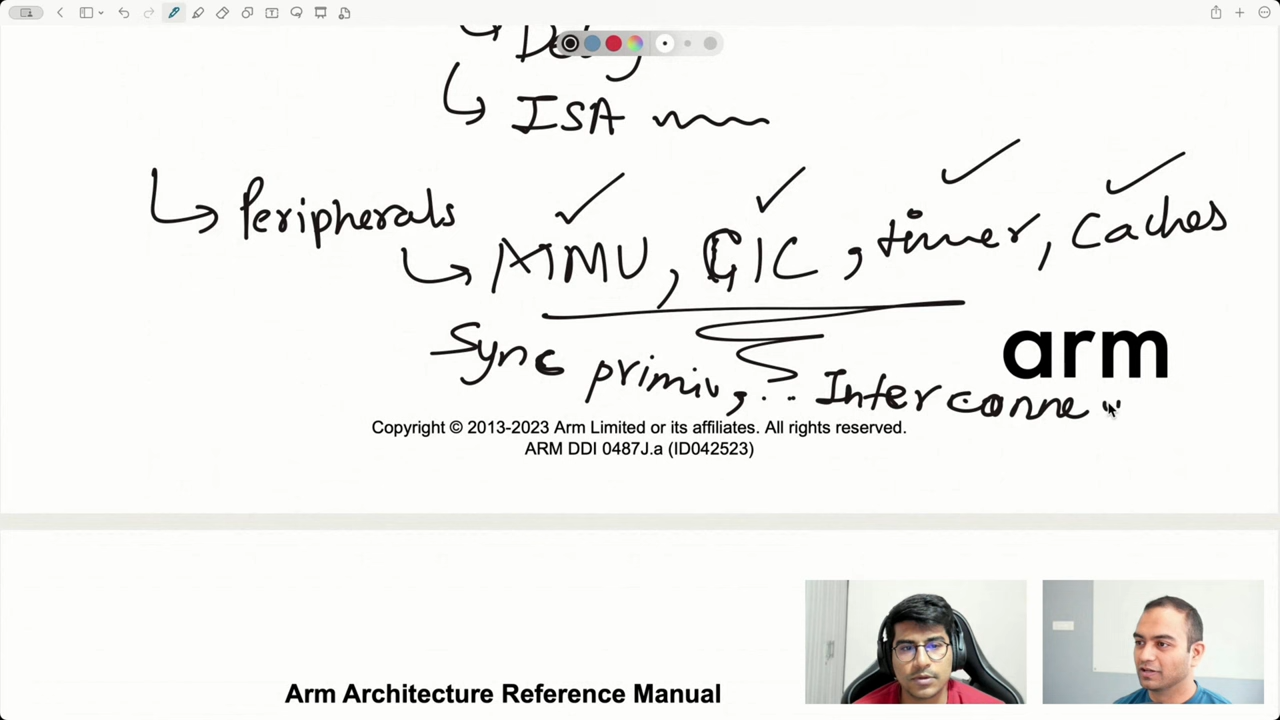 ISA
Peripherals
MMU, GIC, timer, Caches
arm
Sync primiv, .. Interconne
Copyright © 2013-2023 Arm Limited or its affiliates. All rights reserved.
ARM DDI 0487J.a (ID042523)
Arm Architecture Reference Manual